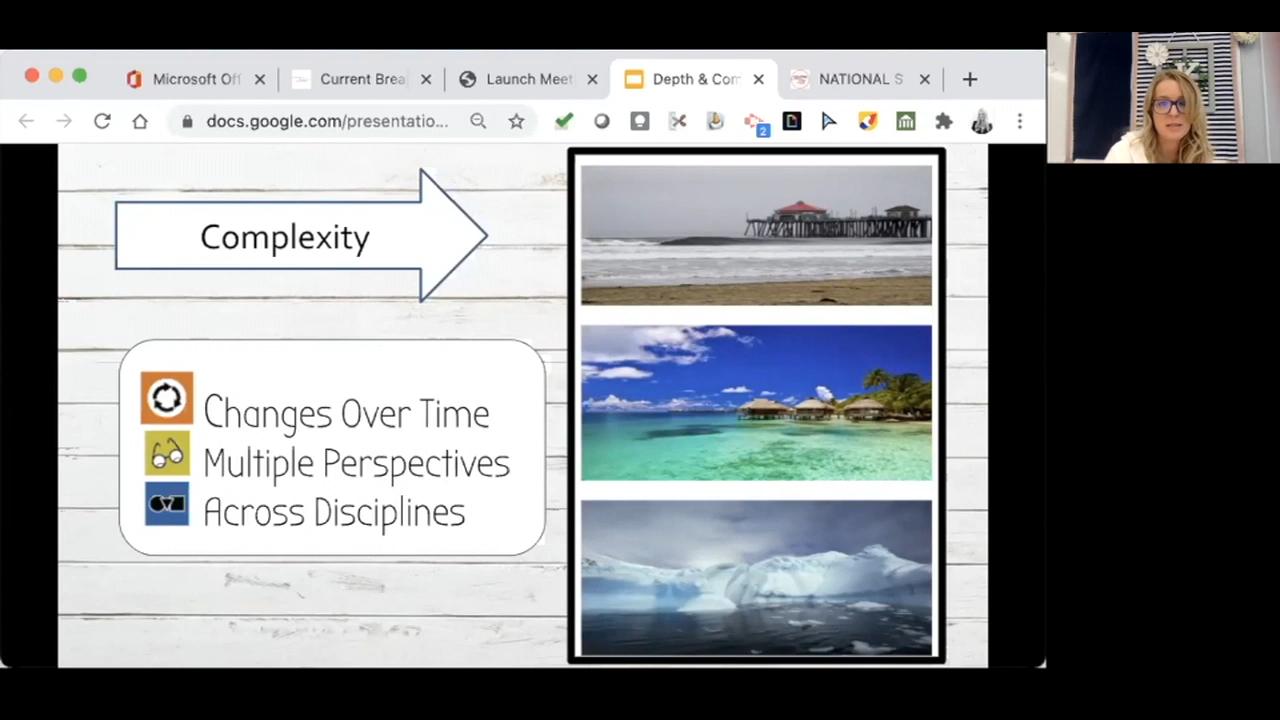 Microsoft Off
Current Brea
Launch Meet
Depth & Com
NATIONAL S
docs.google.com/presentatio...
2
Complexity
Changes Over Time
Multiple Perspectives
Across Disciplines